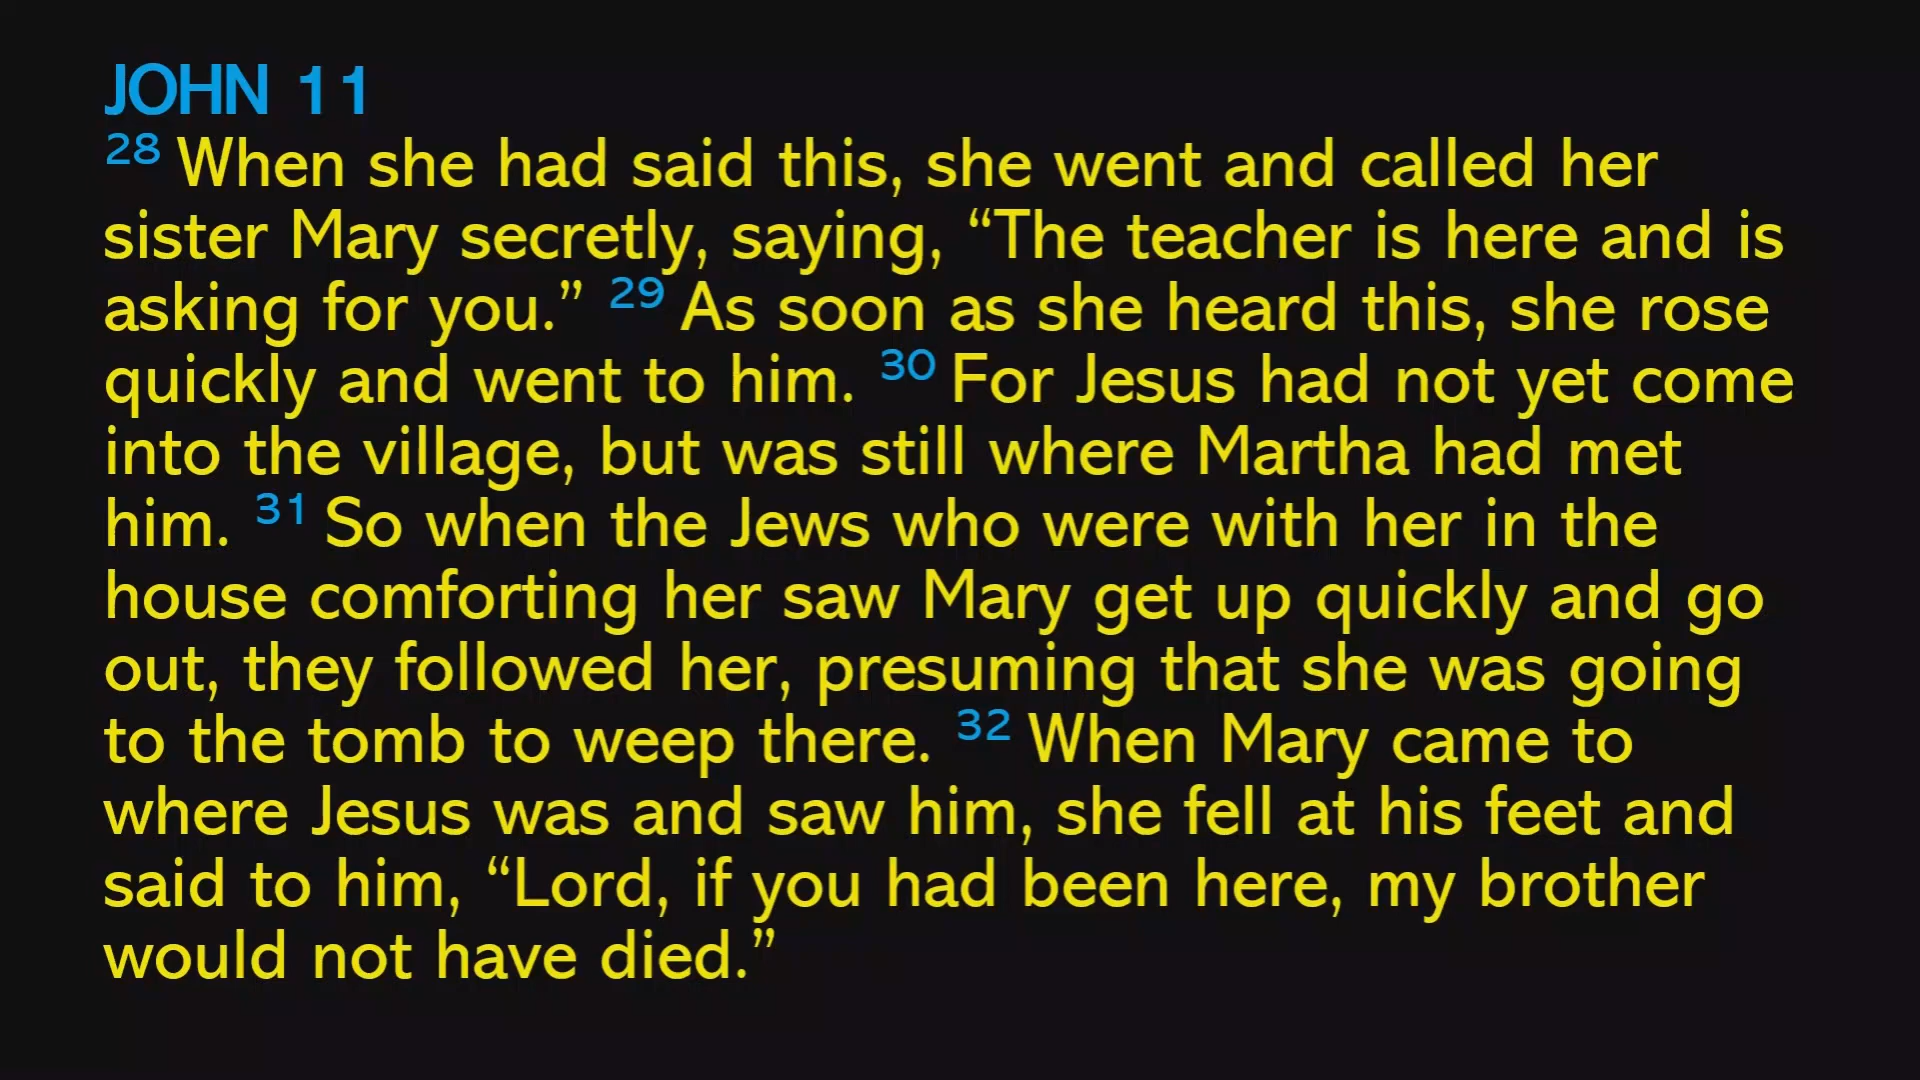 JOHN 11
28 When she had said this, she went and called her
sister Mary secretly, saying, “The teacher is here and is
asking for you.” 29 As soon as she heard this, she rose
quickly and went to him. 30 For Jesus had not yet come
into the village, but was still where Martha had met
him. 31 So when the Jews who were with her in the
house comforting her saw Mary get up quickly and go
out, they followed her, presuming that she was going
to the tomb to weep there. 32 When Mary came to
where Jesus was and saw him, she fell at his feet and
said to him, “Lord, if you had been here, my brother
would not have died.”